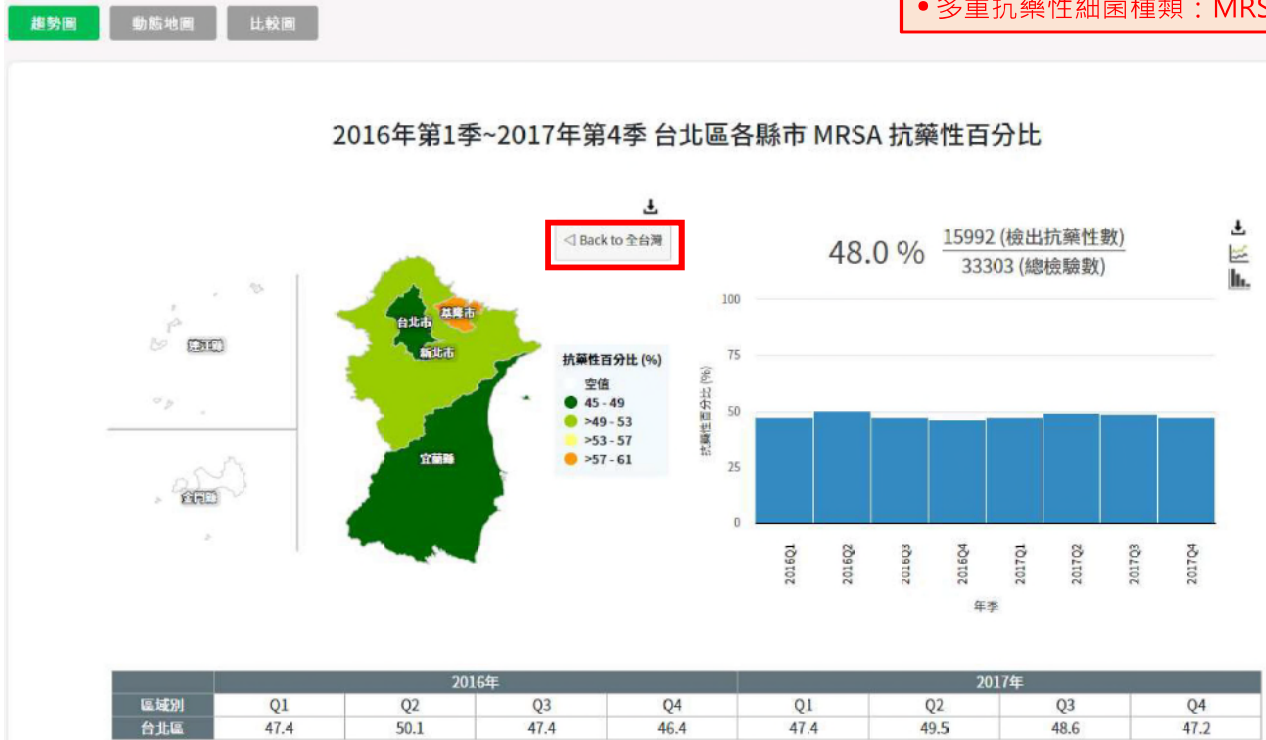 趨勢圖 動態地圖 比較圖
•多重抗藥性細菌種類：MRS
2016年第1季~2017年第4季 台北區各縣市 MRSA 抗藥性百分比
◁ Back to 全台灣
48.0 % 15992 (檢出抗藥性數)
33303 (總檢驗數)
連江縣
金門縣
台北市
基隆市
新北市
宜蘭縣
抗藥性百分比 (%)
空值
45 - 49
>49 - 53
>53 - 57
>57 - 61
抗藥性百分比 (%)
100
75
50
25
0
2016Q1 2016Q2 2016Q3 2016Q4 2017Q1 2017Q2 2017Q3 2017Q4
年季
2016年 2017年
區域別 Q1 Q2 Q3 Q4 Q1 Q2 Q3 Q4
台北區 47.4 50.1 47.4 46.4 47.4 49.5 48.6 47.2